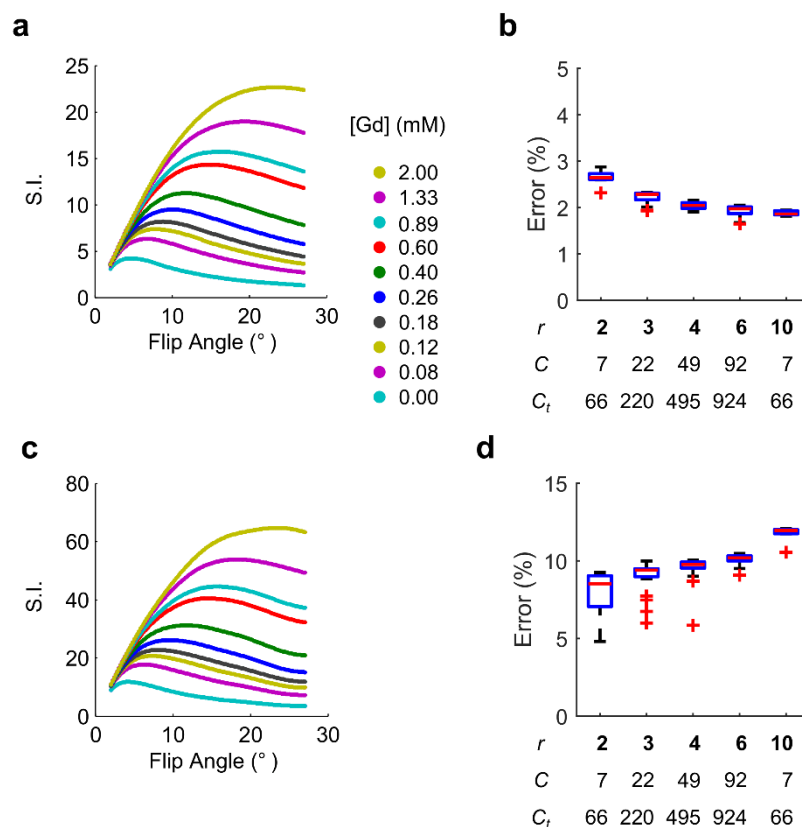 a
25
20
15
10
5
0
S.I.
0 10 20 30
Flip Angle (°)
[Gd] (mM)
2.00
1.33
0.89
0.60
0.40
0.26
0.18
0.12
0.08
0.00
b
5
4
3
2
1
0
Error (%)
r 2 3 4 6 10
C 7 22 49 92 7
Ct 66 220 495 924 66
c
80
60
40
20
0
S.I.
0 10 20 30
Flip Angle (°)
d
15
10
5
0
Error (%)
r 2 3 4 6 10
C 7 22 49 92 7
Ct 66 220 495 924 66